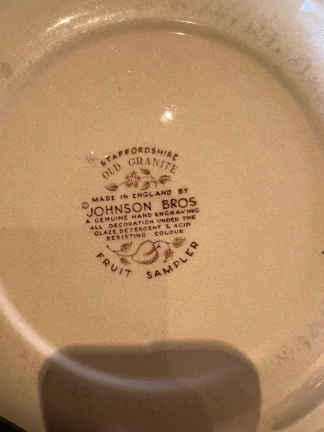 STAFFORDSHIRE
OLD GRANITE
MADE IN ENGLAND BY
© JOHNSON BROS
A GENUINE HAND ENGRAVING
ALL DECORATION UNDER THE
GLAZE DETERGENT & ACID
RESISTING COLOUR
FRUIT SAMPLER